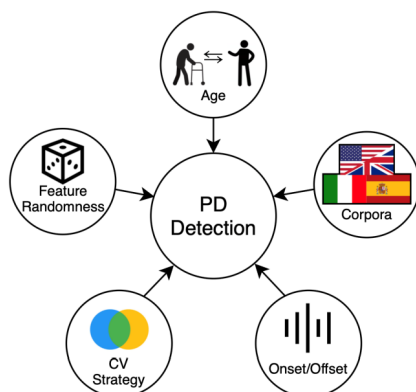 Age
Feature
Randomness
PD
Detection
Corpora
CV
Strategy
Onset/Offset